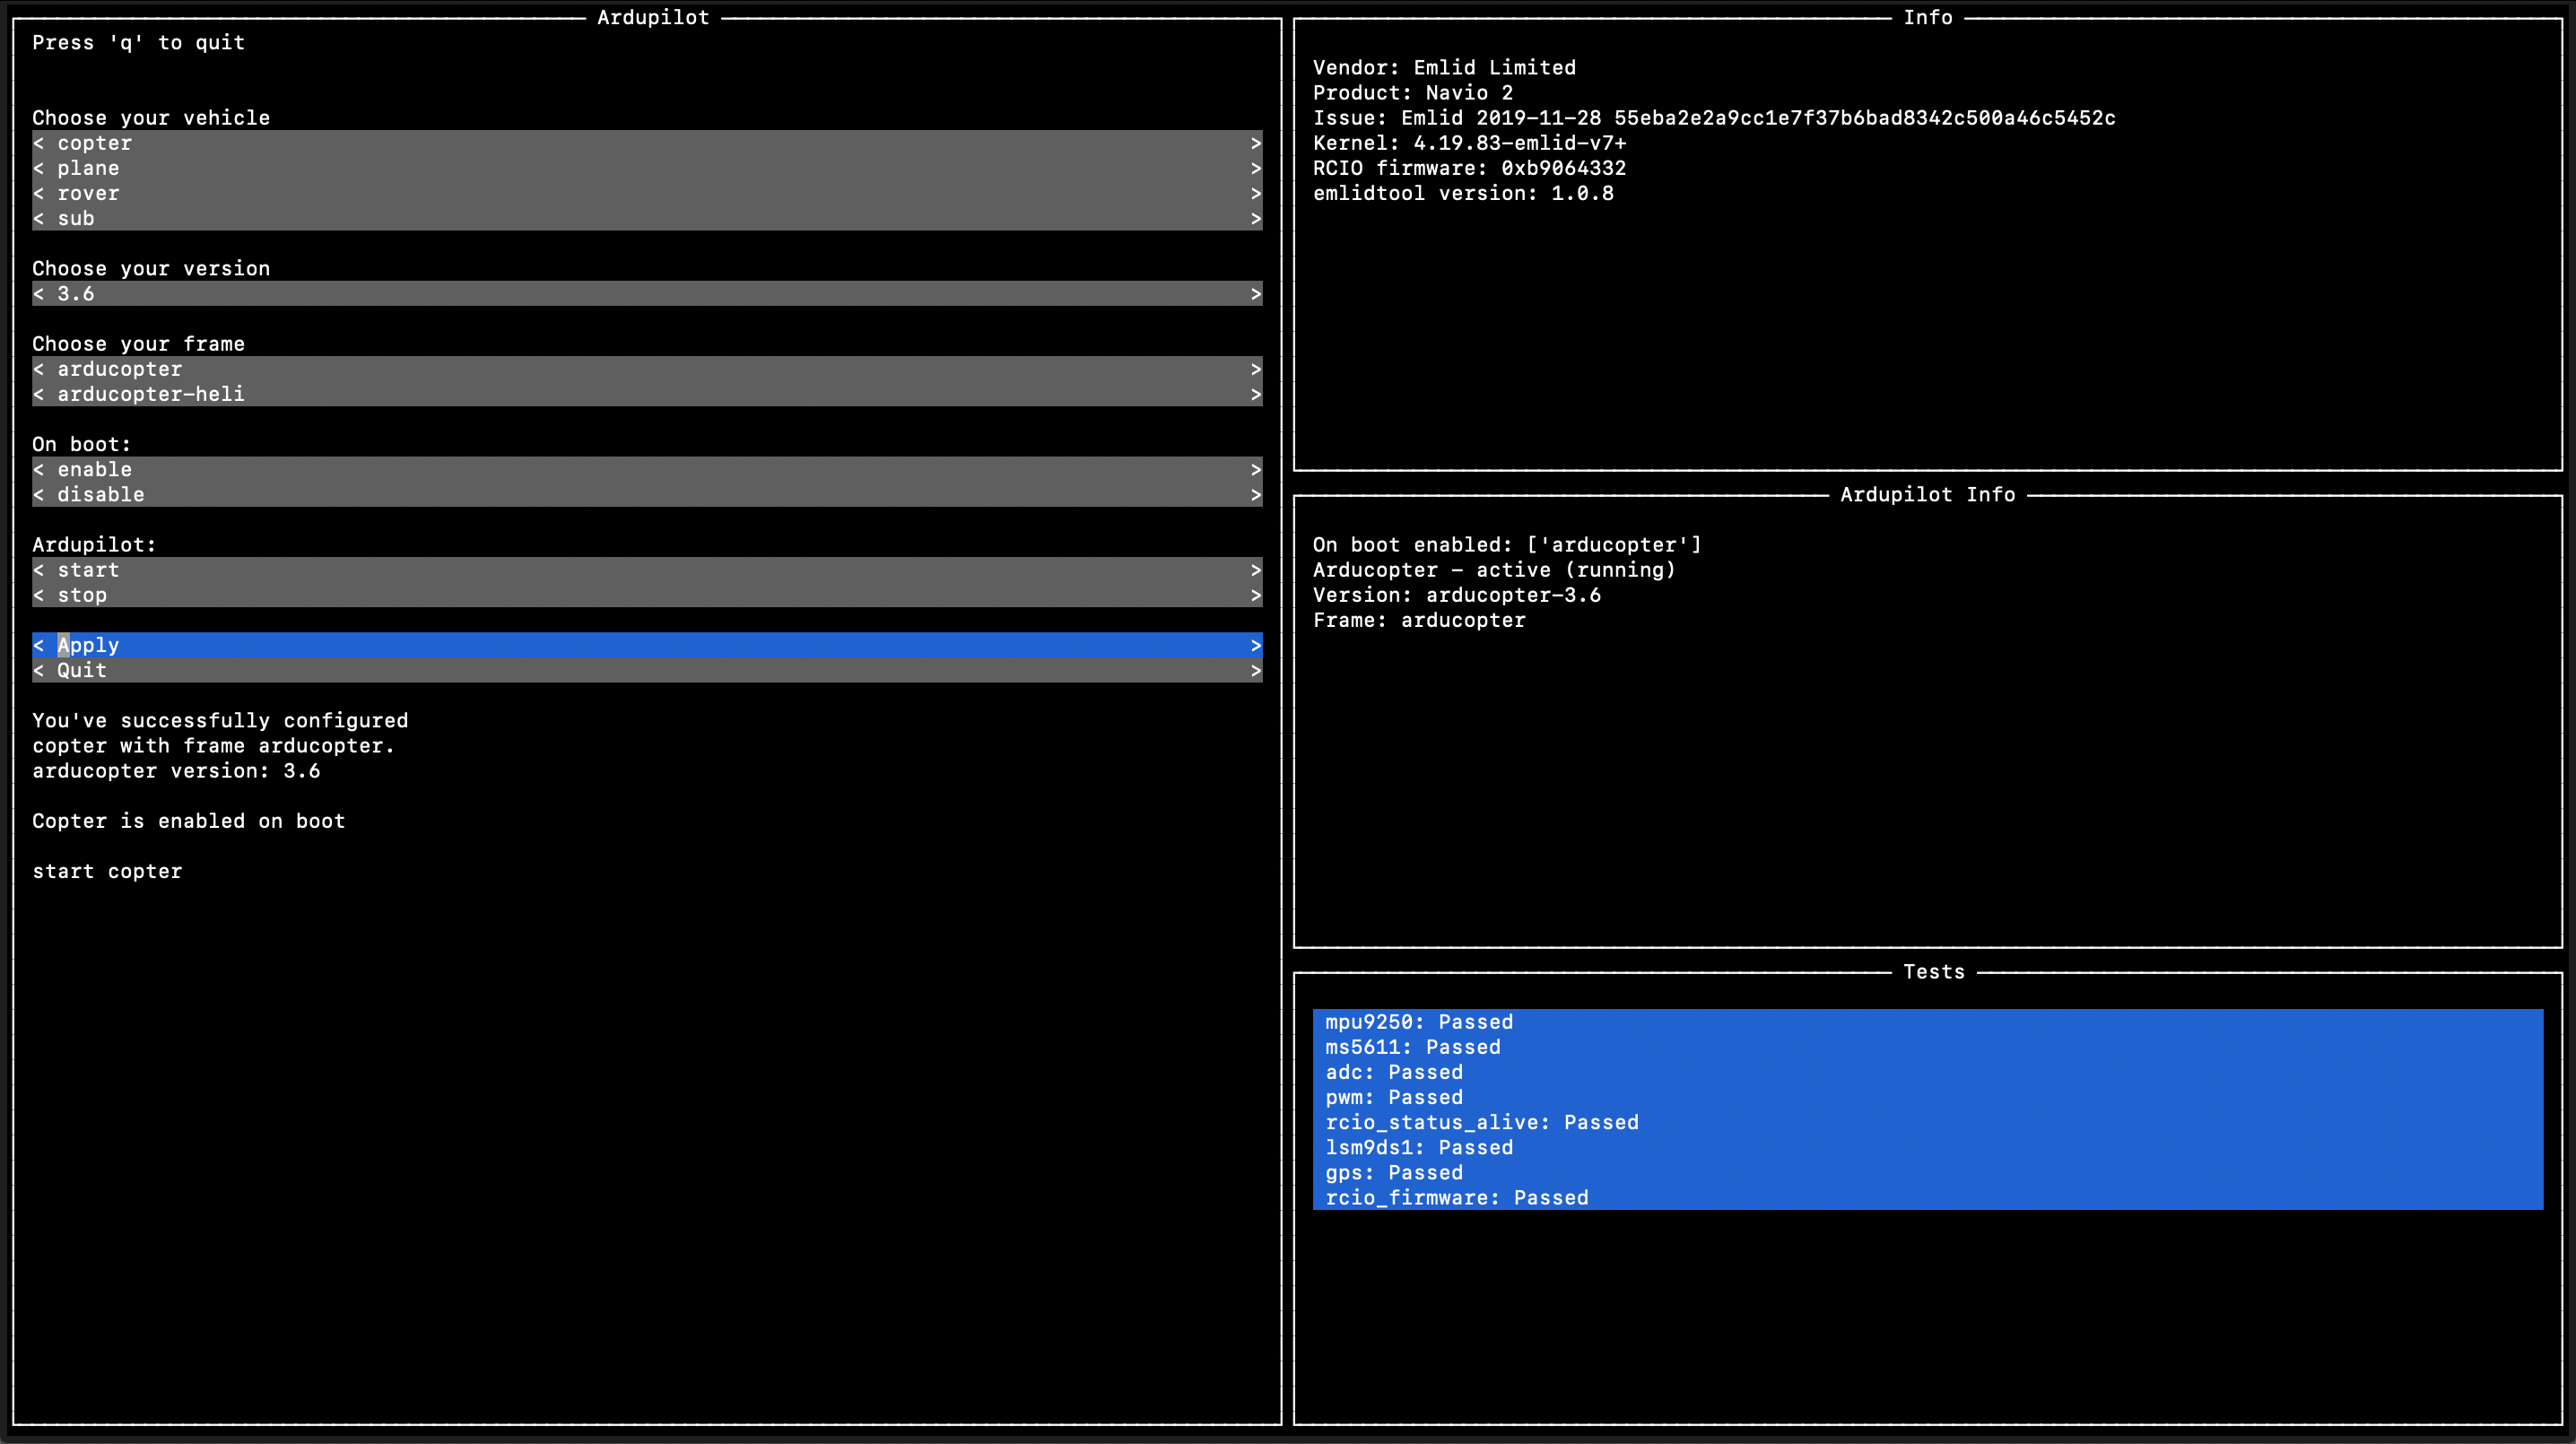 Ardupilot
Press 'q' to quit
Choose your vehicle
< copter >
< plane >
< rover >
< sub >
Choose your version
< 3.6 >
Choose your frame
< arducopter >
< arducopter-heli >
On boot:
< enable >
< disable >
Ardupilot:
< start >
< stop >
< Apply >
< Quit >
You've successfully configured
copter with frame arducopter.
arducopter version: 3.6
Copter is enabled on boot
start copter
Info
Vendor: Emlid Limited
Product: Navio 2
Issue: Emlid 2019-11-28 55eba2e2a9cc1e7f37b6bad8342c500a46c5452c
Kernel: 4.19.83-emlid-v7+
RCIO firmware: 0xb9064332
emlidtool version: 1.0.8
Ardupilot Info
On boot enabled: ['arducopter']
Arducopter - active (running)
Version: arducopter-3.6
Frame: arducopter
Tests
mpu9250: Passed
ms5611: Passed
adc: Passed
pwm: Passed
rcio_status_alive: Passed
lsm9ds1: Passed
gps: Passed
rcio_firmware: Passed